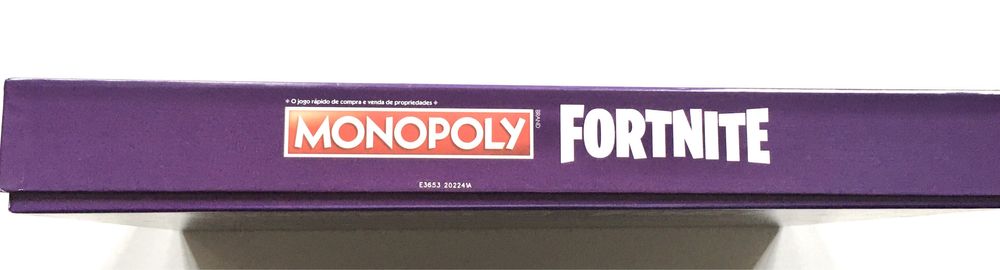 + O jogo rápido de compra e venda de propriedades +
MONOPOLY
BRAND
FORTNITE
E3653 202241A